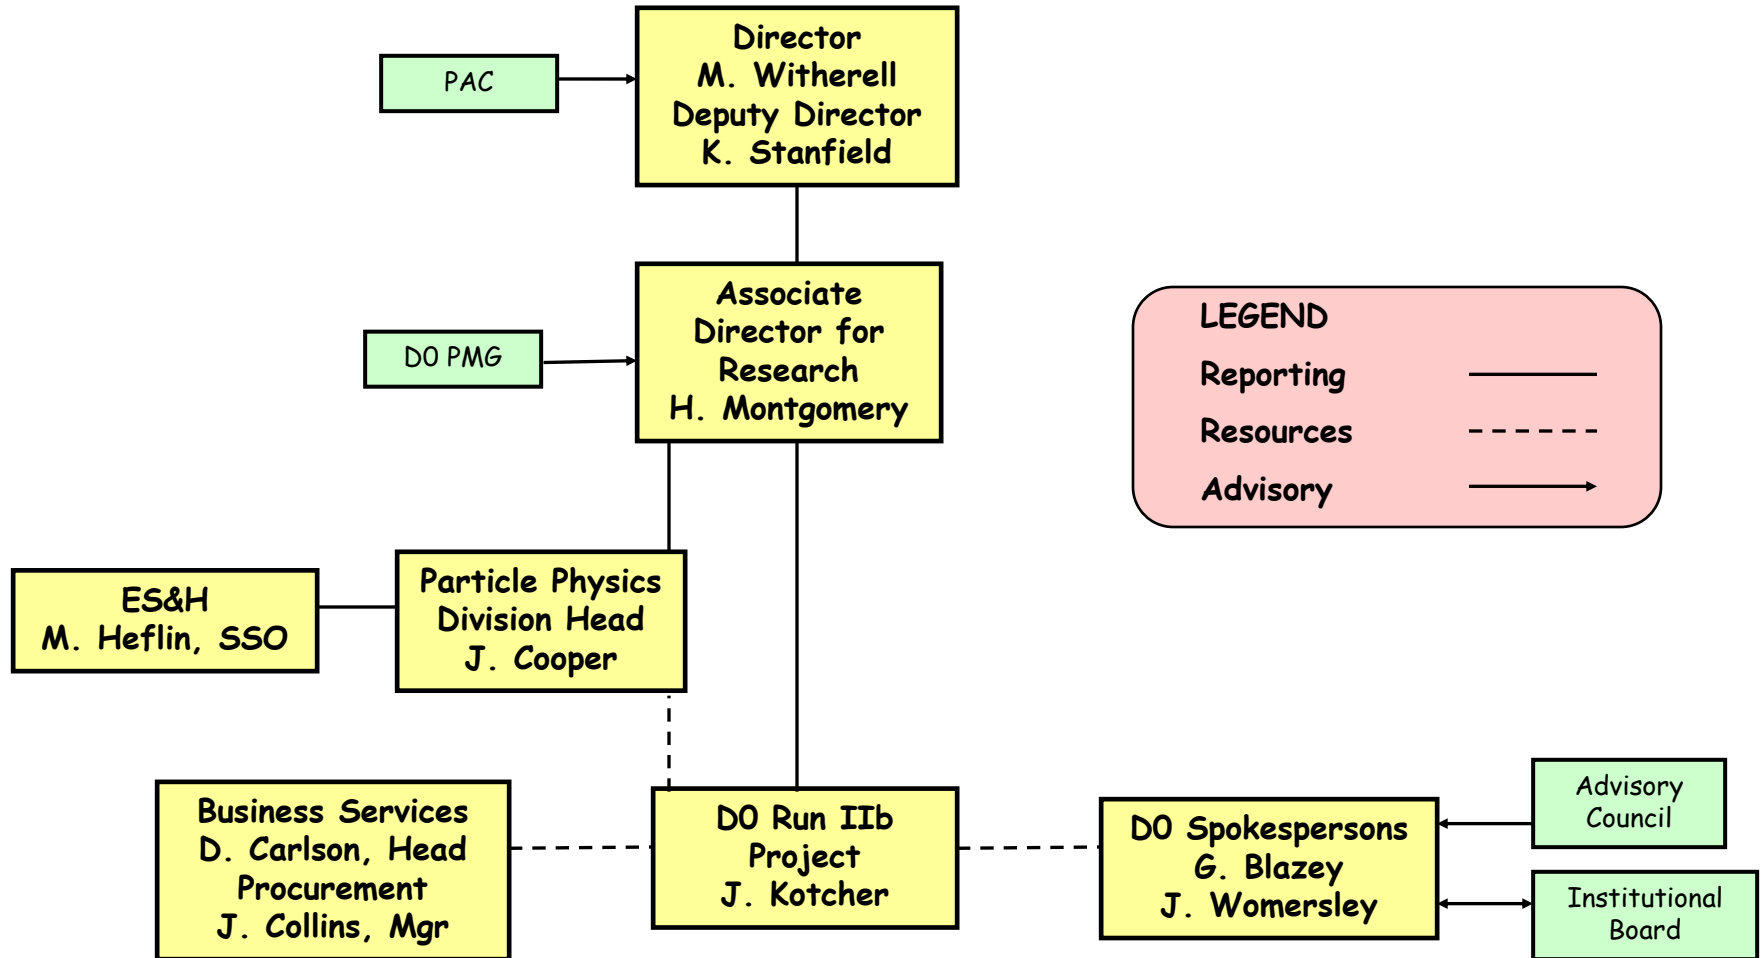 Director
M. Witherell
Deputy Director
K. Stanfield
PAC
Associate
Director for
Research
H. Montgomery
D0 PMG
LEGEND
Reporting
Resources
Advisory
ES&H
M. Heflin, SSO
Particle Physics
Division Head
J. Cooper
Business Services
D. Carlson, Head
Procurement
J. Collins, Mgr
D0 Run IIb
Project
J. Kotcher
D0 Spokespersons
G. Blazey
J. Womersley
Advisory
Council
Institutional
Board